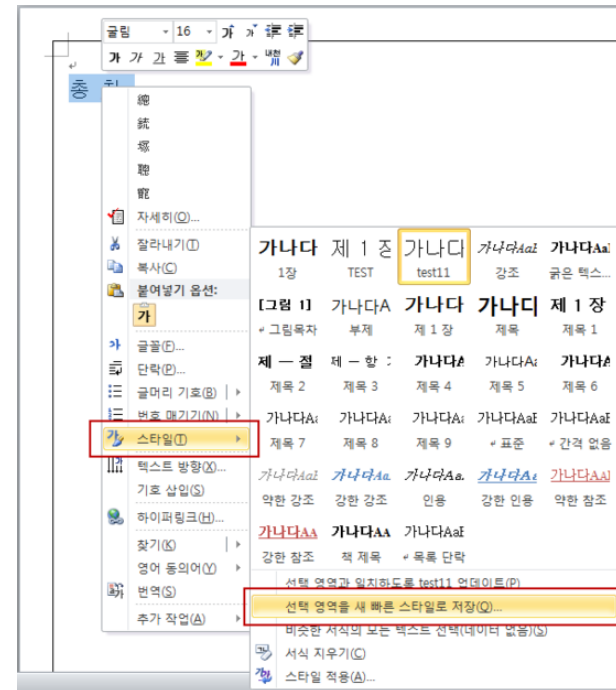 굴림 16 가 가
가 가 가 가 가 내천 川
총
總
統
塚
聰
寵
자세히(O)...
잘라내기(T)
복사(C)
붙여넣기 옵션:
가
글꼴(F)...
단락(P)...
글머리 기호(B)
번호 매기기(N)
스타일(T)
텍스트 방향(X)...
기호 삽입(S)
하이퍼링크(H)...
찾기(K)
영어 동의어(Y)
번역(S)
추가 작업(A)
가나다 제 1 장 가나다 가나다AaE 가나다Aa
1장 TEST test11 강조 굵은 텍스...
[그림 1] 가나다A 가나다 가나다 제 1 장
↵ 그림목차 부제 제 1 장 제목 제목 1
제 一 절 제 一 항 가나다A 가나다Aa 가나다A
제목 2 제목 3 제목 4 제목 5 제목 6
가나다Aa 가나다Aa 가나다Aa 가나다AaE 가나다AaE
제목 7 제목 8 제목 9 ↵ 표준 ↵ 간격 없음
가나다AaE 가나다Aa 가나다Aa. 가나다Aa 가나다AA
약한 강조 강한 강조 인용 강한 인용 약한 참조
가나다AA 가나다AA 가나다AaE
강한 참조 책 제목 ↵ 목록 단락
선택 영역과 일치하도록 test11 업데이트(P)
선택 영역을 새 빠른 스타일로 저장(Q)...
비슷한 서식의 모든 텍스트 선택(데이터 없음)(S)
서식 지우기(C)
스타일 적용(A)...